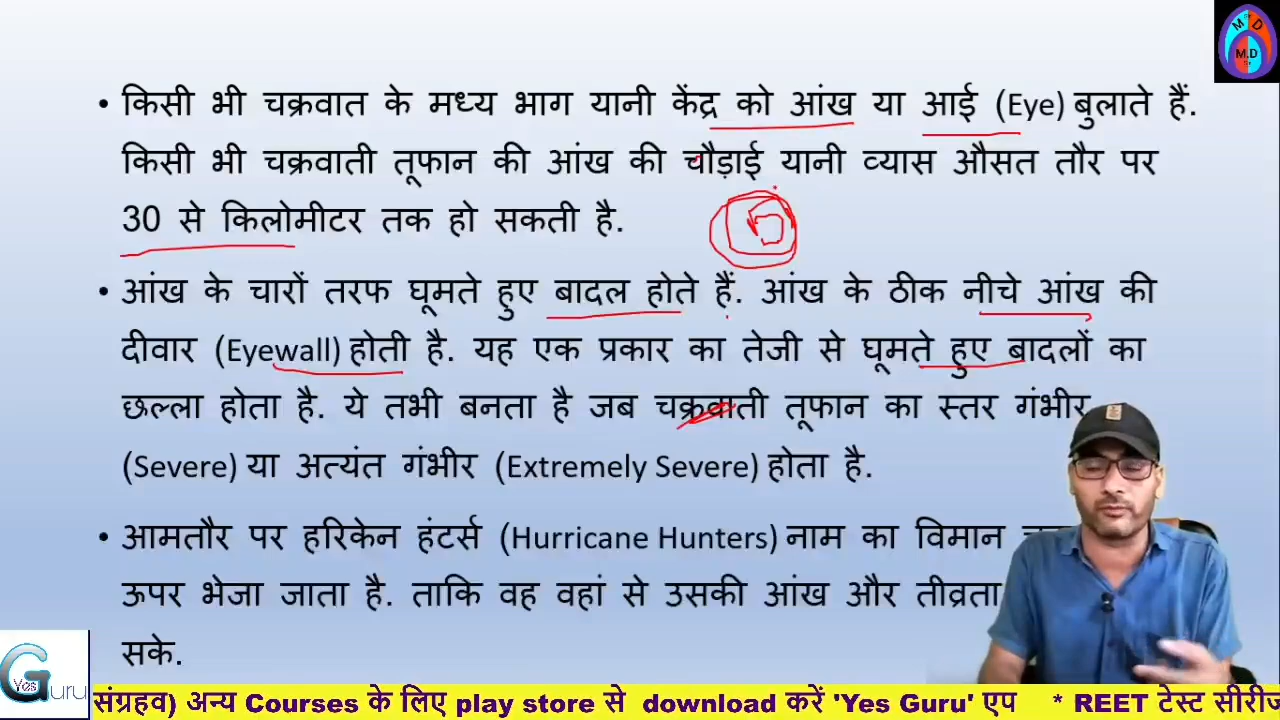 M D
M.D
• किसी भी चक्रवात के मध्य भाग यानी केंद्र को आंख या आई (Eye) बुलाते हैं.
किसी भी चक्रवाती तूफान की आंख की चौड़ाई यानी व्यास औसत तौर पर
30 से किलोमीटर तक हो सकती है.
• आंख के चारों तरफ घूमते हुए बादल होते हैं. आंख के ठीक नीचे आंख की
दीवार (Eyewall) होती है. यह एक प्रकार का तेजी से घूमते हुए बादलों का
छल्ला होता है. ये तभी बनता है जब चक्रवाती तूफान का स्तर गंभीर
(Severe) या अत्यंत गंभीर (Extremely Severe) होता है.
• आमतौर पर हरिकेन हंटर्स (Hurricane Hunters) नाम का विमान
ऊपर भेजा जाता है. ताकि वह वहां से उसकी आंख और तीव्रता
सके.
Yes Guru
संग्रहव) अन्य Courses के लिए play store से download करें 'Yes Guru' एप * REET टेस्ट सीरीज